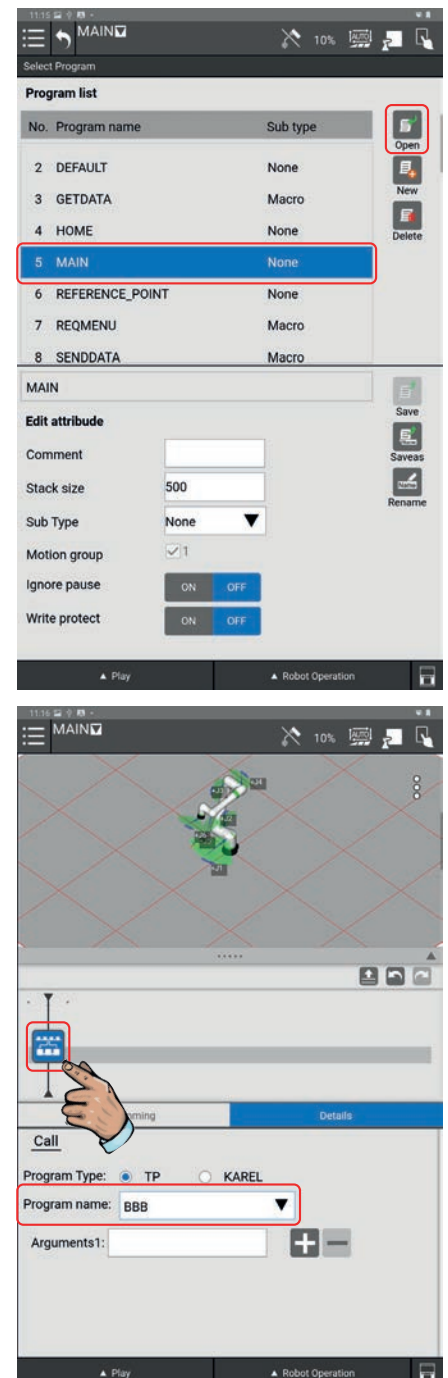 11:15
MAIN
10%
AUTO
Select Program
Program list
No. Program name Sub type
Open
2 DEFAULT None
New
3 GETDATA Macro
4 HOME None
Delete
5 MAIN None
6 REFERENCE_POINT None
7 REQMENU Macro
8 SENDDATA Macro
MAIN
Save
Edit attribude
Comment
Saveas
Stack size 500
Rename
Sub Type None
Motion group 1
Ignore pause ON OFF
Write protect ON OFF
▲ Play ▲ Robot Operation
11:16
MAIN
10%
AUTO
+J4
+J3
+J2
+J1
ming Details
Call
Program Type: TP KAREL
Program name: BBB
Arguments1:
▲ Play ▲ Robot Operation